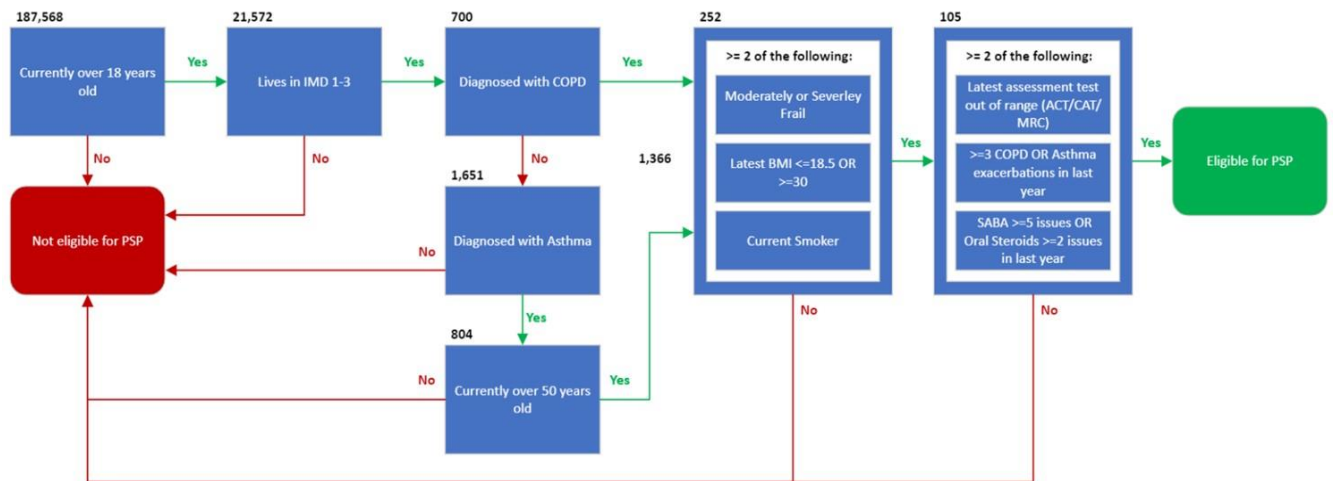 187,568
21,572
700
252
105
Currently over 18 years
old
Yes
Lives in IMD 1-3
Yes
Diagnosed with COPD
Yes
>= 2 of the following:
Moderately or Severley
Frail
Latest BMI <=18.5 OR
>=30
Current Smoker
Yes
>= 2 of the following:
Latest assessment test
out of range (ACT/CAT/
MRC)
>=3 COPD OR Asthma
exacerbations in last
year
SABA >=5 issues OR
Oral Steroids >=2 issues
in last year
Yes
Eligible for PSP
No
No
No
1,366
1,651
Not eligible for PSP
No
Diagnosed with Asthma
Yes
No
No
804
No
Currently over 50 years
old
Yes